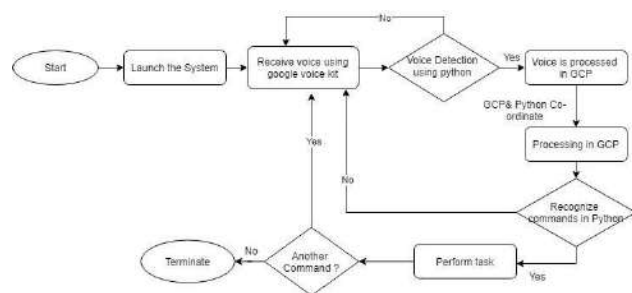 No
Start
Launch the System
Receive voice using
google voice kit
Voice Detection
using python
Yes
Voice is processed
in GCP
GCP& Python Co-
ordinate
Processing in GCP
Yes
No
Recognize
commands in Python
Terminate
No
Another
Command ?
Perform task
Yes